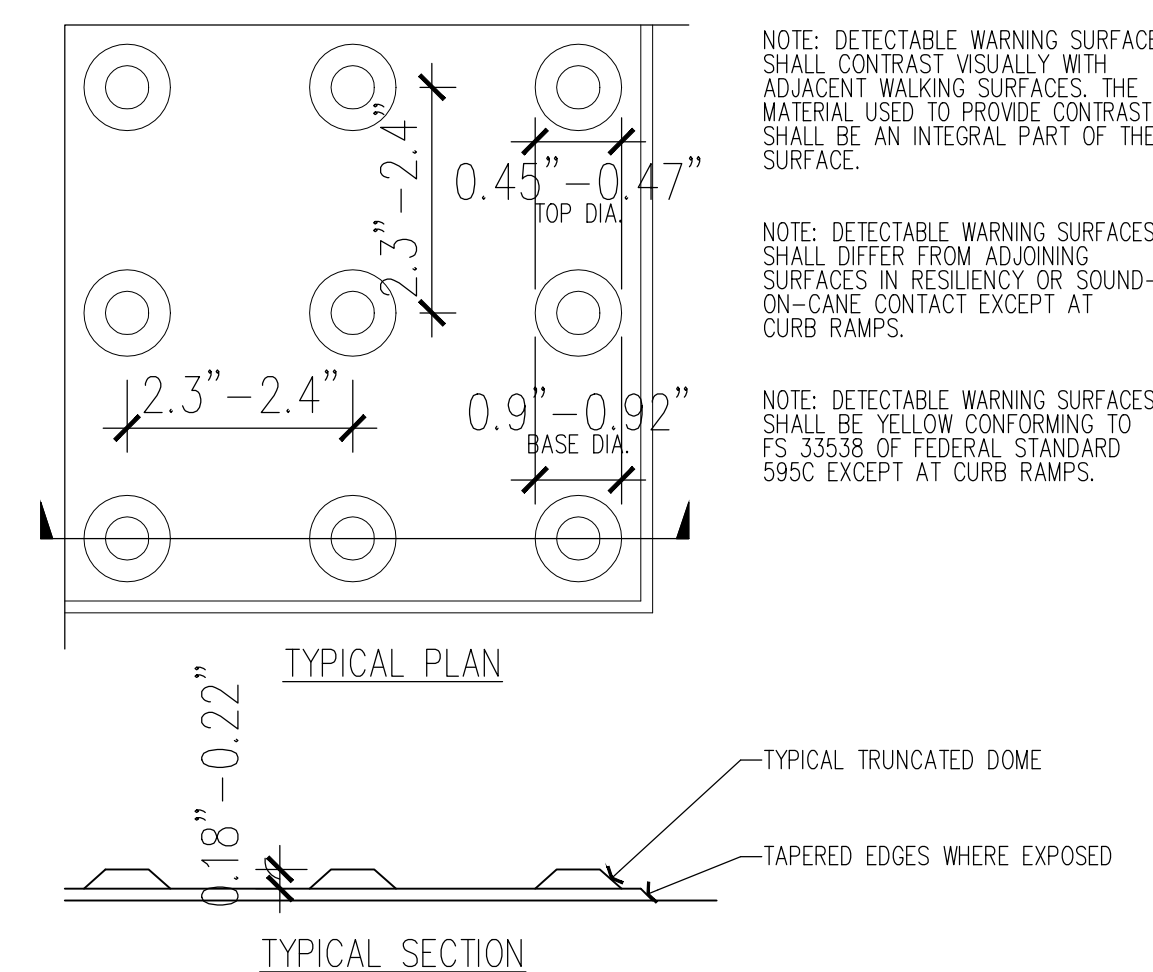 NOTE: DETECTABLE WARNING SURFACE
SHALL CONTRAST VISUALLY WITH
ADJACENT WALKING SURFACES. THE
MATERIAL USED TO PROVIDE CONTRAST
SHALL BE AN INTEGRAL PART OF THE
SURFACE.
2.3"-2.4"
0.45"-0.47"
TOP DIA.
NOTE: DETECTABLE WARNING SURFACES
SHALL DIFFER FROM ADJOINING
SURFACES IN RESILIENCY OR SOUND-
ON-CANE CONTACT EXCEPT AT
CURB RAMPS.
2.3"-2.4"
0.9"-0.92"
BASE DIA.
NOTE: DETECTABLE WARNING SURFACES
SHALL BE YELLOW CONFORMING TO
FS 33538 OF FEDERAL STANDARD
595C EXCEPT AT CURB RAMPS.
TYPICAL PLAN
0.18"-0.22"
TYPICAL TRUNCATED DOME
TAPERED EDGES WHERE EXPOSED
TYPICAL SECTION